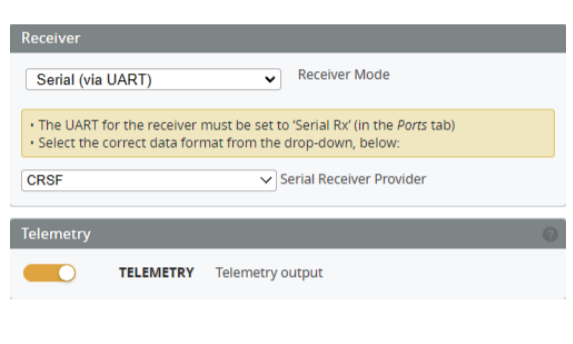 Receiver
Serial (via UART) Receiver Mode
• The UART for the receiver must be set to 'Serial Rx' (in the Ports tab)
• Select the correct data format from the drop-down, below:
CRSF Serial Receiver Provider
Telemetry ?
TELEMETRY Telemetry output